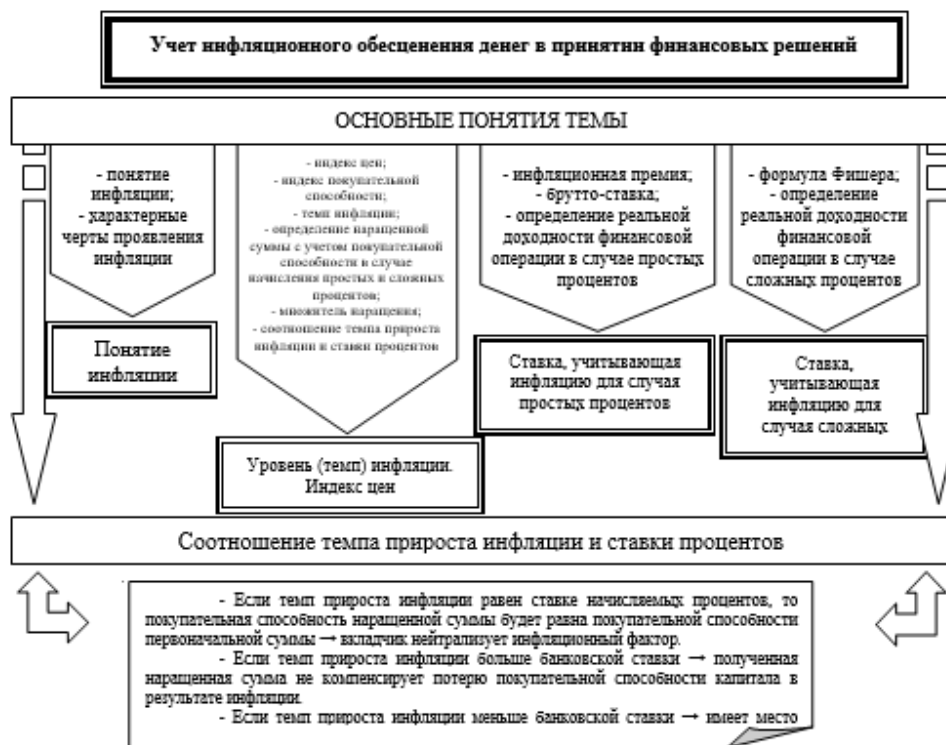 Учет инфляционного обесценения денег в принятии финансовых решений
ОСНОВНЫЕ ПОНЯТИЯ ТЕМЫ
- понятие
инфляции;
- характерные
черты проявления
инфляции
- индекс цен;
- индекс покупательной
способности;
- темп инфляции;
- определение наращенной
суммы с учетом покупательной
способности в случае
начисления простых и сложных
процентов;
- множитель наращения;
- соотношение темпа прироста
инфляции и ставки процентов
- инфляционная премия;
- брутто-ставка;
- определение реальной
доходности финансовой
операции в случае простых
процентов
- формула Фишера;
- определение
реальной доходности
финансовой
операции в случае
сложных процентов
Понятие
инфляции
Уровень (темп) инфляции.
Индекс цен
Ставка, учитывающая
инфляцию для случая
простых процентов
Ставка,
учитывающая
инфляцию для
случая сложных
Соотношение темпа прироста инфляции и ставки процентов
- Если темп прироста инфляции равен ставке начисляемых процентов, то
покупательная способность наращенной суммы будет равна покупательной способности
первоначальной суммы → вкладчик нейтрализует инфляционный фактор.
- Если темп прироста инфляции больше банковской ставки → полученная
наращенная сумма не компенсирует потерю покупательной способности капитала в
результате инфляции.
- Если темп прироста инфляции меньше банковской ставки → имеет место